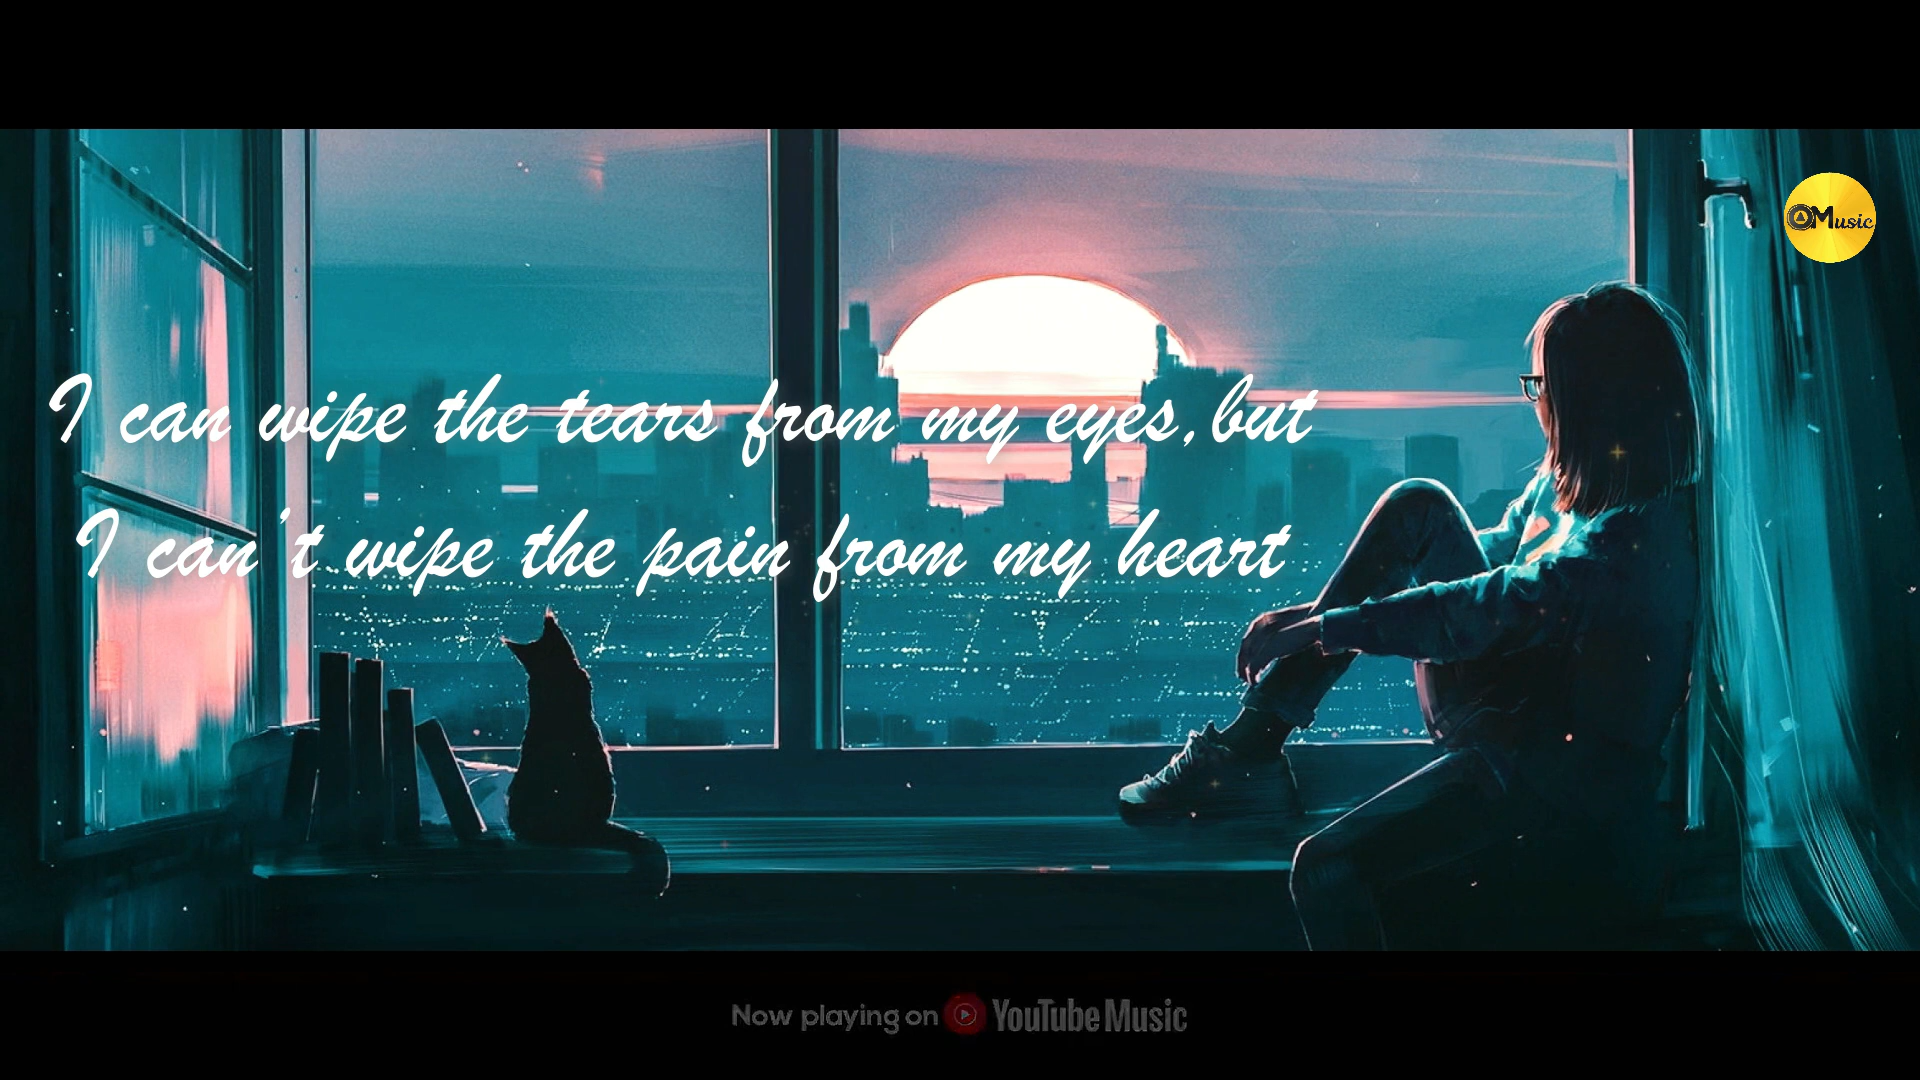 OMusic
I can wipe the tears from my eyes,but
I can't wipe the pain from my heart
Now playing on YouTube Music